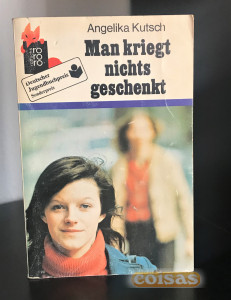 Angelika Kutsch
ro
ro
ro
Man kriegt
nichts
geschenkt
Deutscher
Jugendbuchpreis
Sonderpreis
coisas